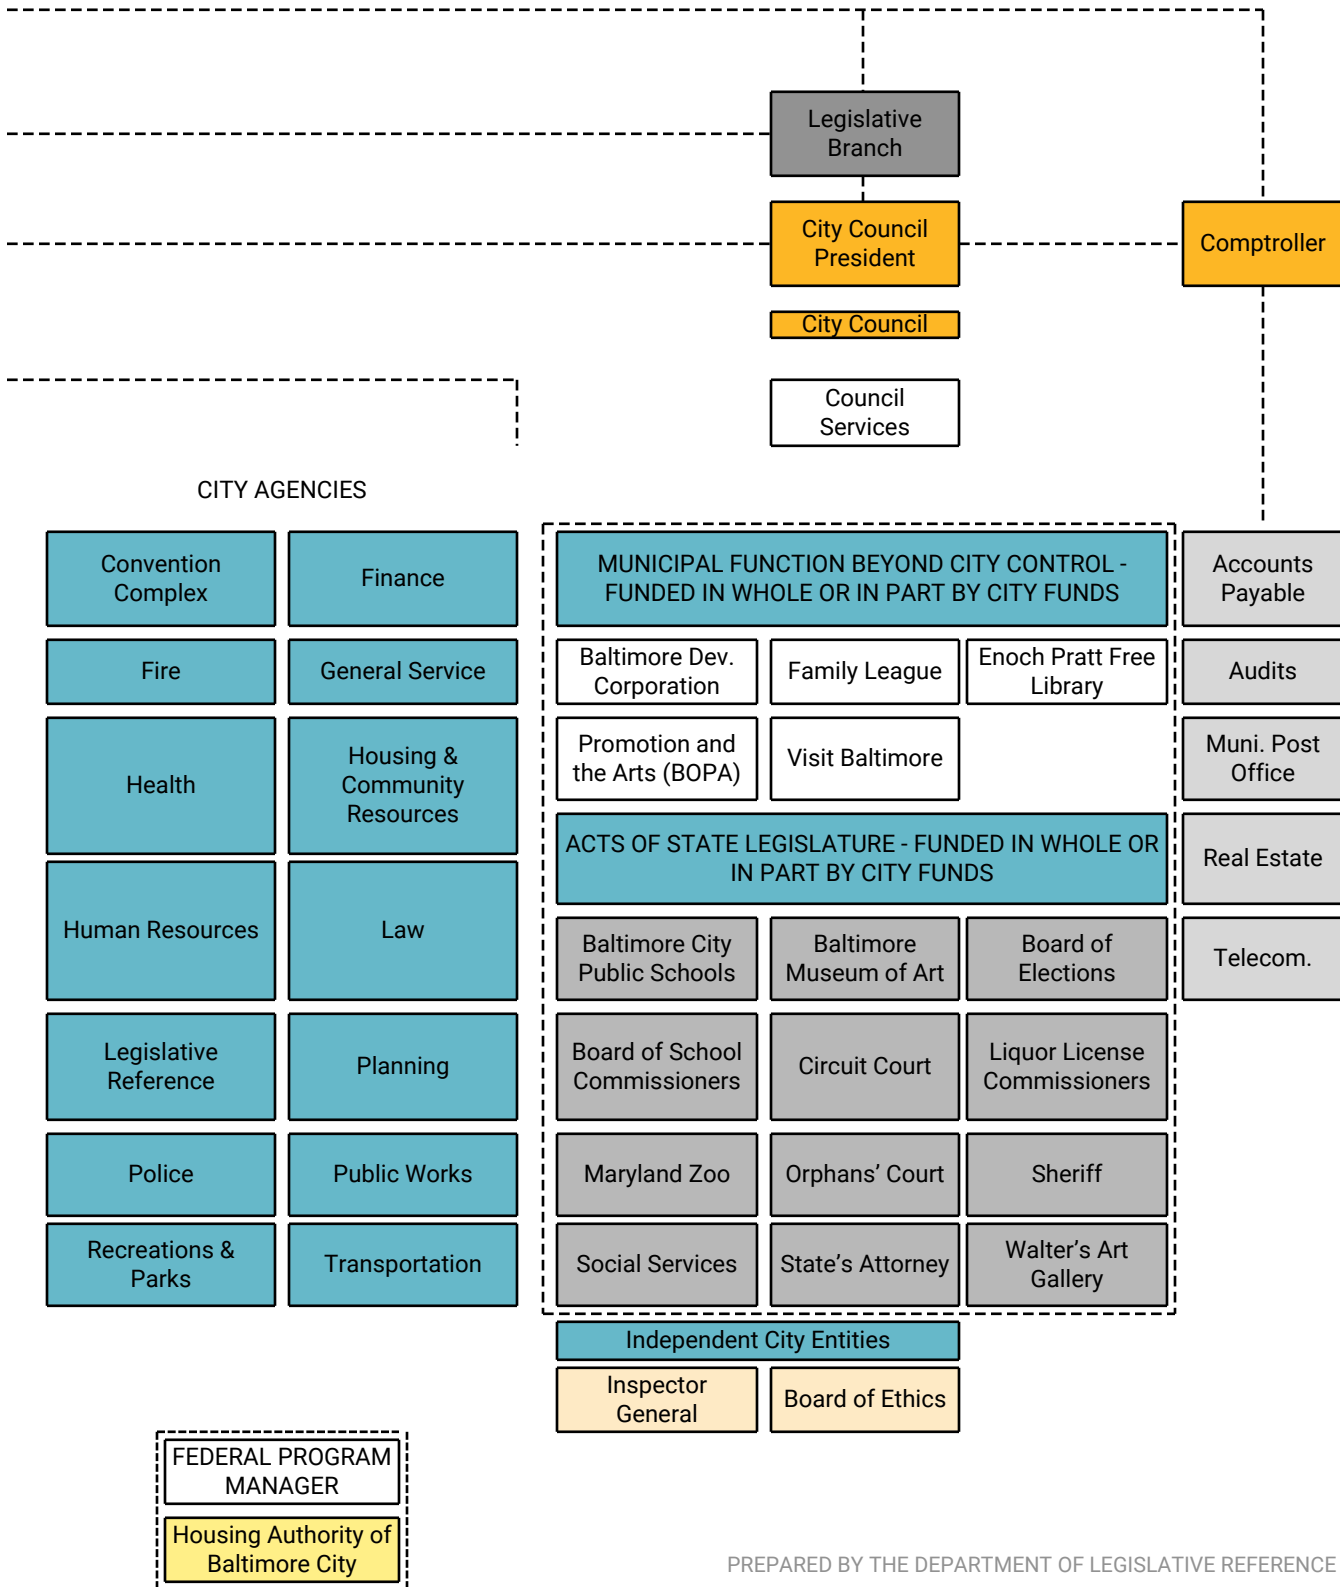 Legislative
Branch
City Council
President
Comptroller
City Council
Council
Services
CITY AGENCIES
Convention
Complex
Finance
Fire
General Service
Health
Housing &
Community
Resources
Human Resources
Law
Legislative
Reference
Planning
Police
Public Works
Recreations &
Parks
Transportation
MUNICIPAL FUNCTION BEYOND CITY CONTROL -
FUNDED IN WHOLE OR IN PART BY CITY FUNDS
Baltimore Dev.
Corporation
Family League
Enoch Pratt Free
Library
Promotion and
the Arts (BOPA)
Visit Baltimore
ACTS OF STATE LEGISLATURE - FUNDED IN WHOLE OR
IN PART BY CITY FUNDS
Baltimore City
Public Schools
Baltimore
Museum of Art
Board of
Elections
Board of School
Commissioners
Circuit Court
Liquor License
Commissioners
Maryland Zoo
Orphans’ Court
Sheriff
Social Services
State’s Attorney
Walter’s Art
Gallery
Independent City Entities
Inspector
General
Board of Ethics
Accounts
Payable
Audits
Muni. Post
Office
Real Estate
Telecom.
FEDERAL PROGRAM
MANAGER
Housing Authority of
Baltimore City
PREPARED BY THE DEPARTMENT OF LEGISLATIVE REFERENCE